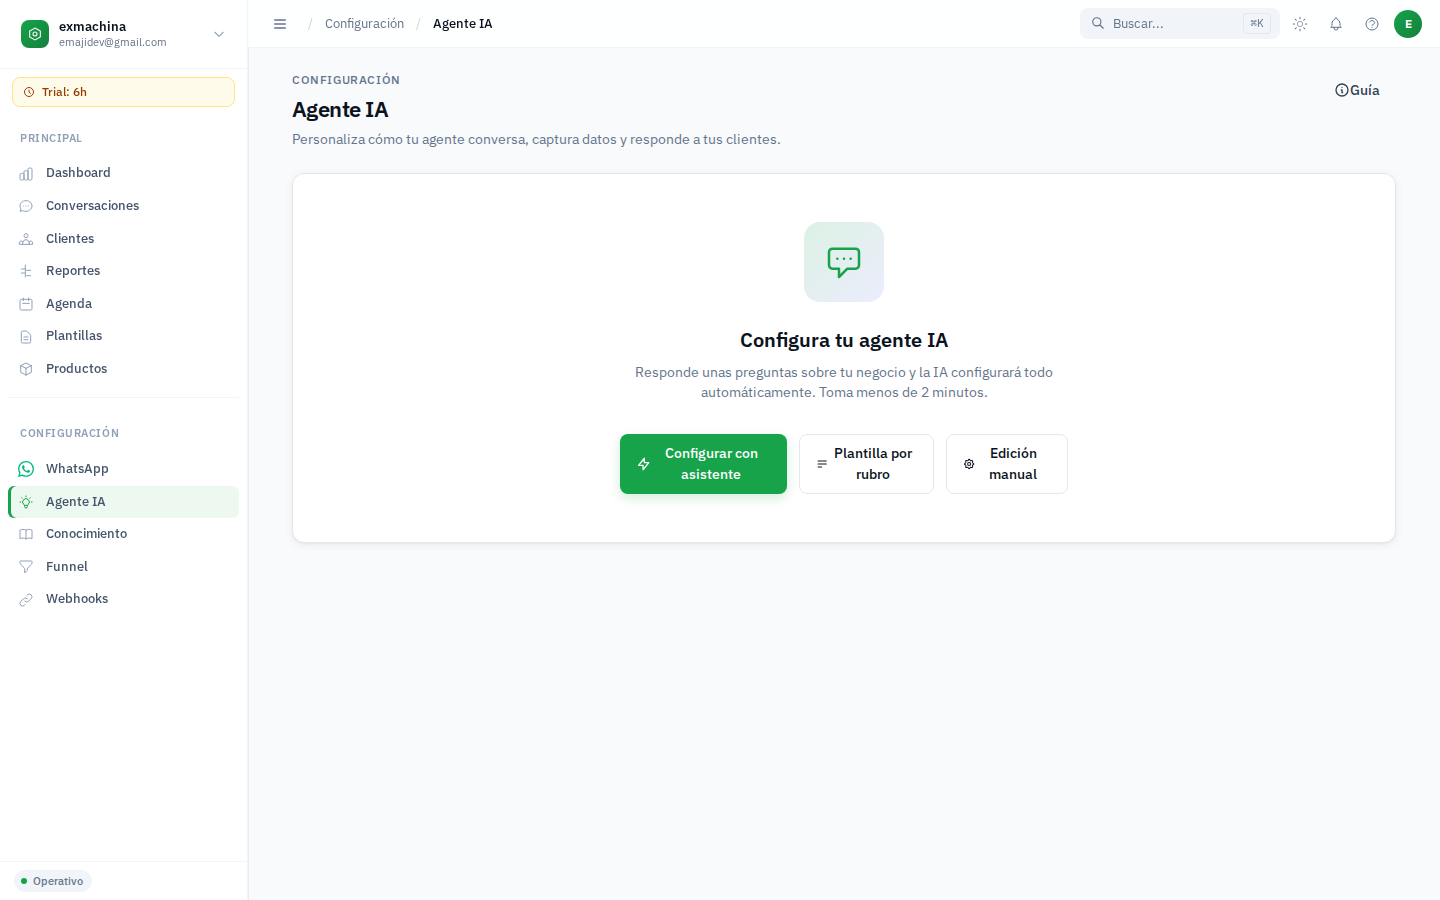 exmachina
emajidev@gmail.com
Trial: 6h
PRINCIPAL
Dashboard
Conversaciones
Clientes
Reportes
Agenda
Plantillas
Productos
CONFIGURACIÓN
WhatsApp
Agente IA
Conocimiento
Funnel
Webhooks
Operativo
/ Configuración / Agente IA
Buscar... ⌘K
E
CONFIGURACIÓN
Agente IA
Personaliza cómo tu agente conversa, captura datos y responde a tus clientes.
Guía
Configura tu agente IA
Responde unas preguntas sobre tu negocio y la IA configurará todo
automáticamente. Toma menos de 2 minutos.
Configurar con
asistente
Plantilla por
rubro
Edición
manual